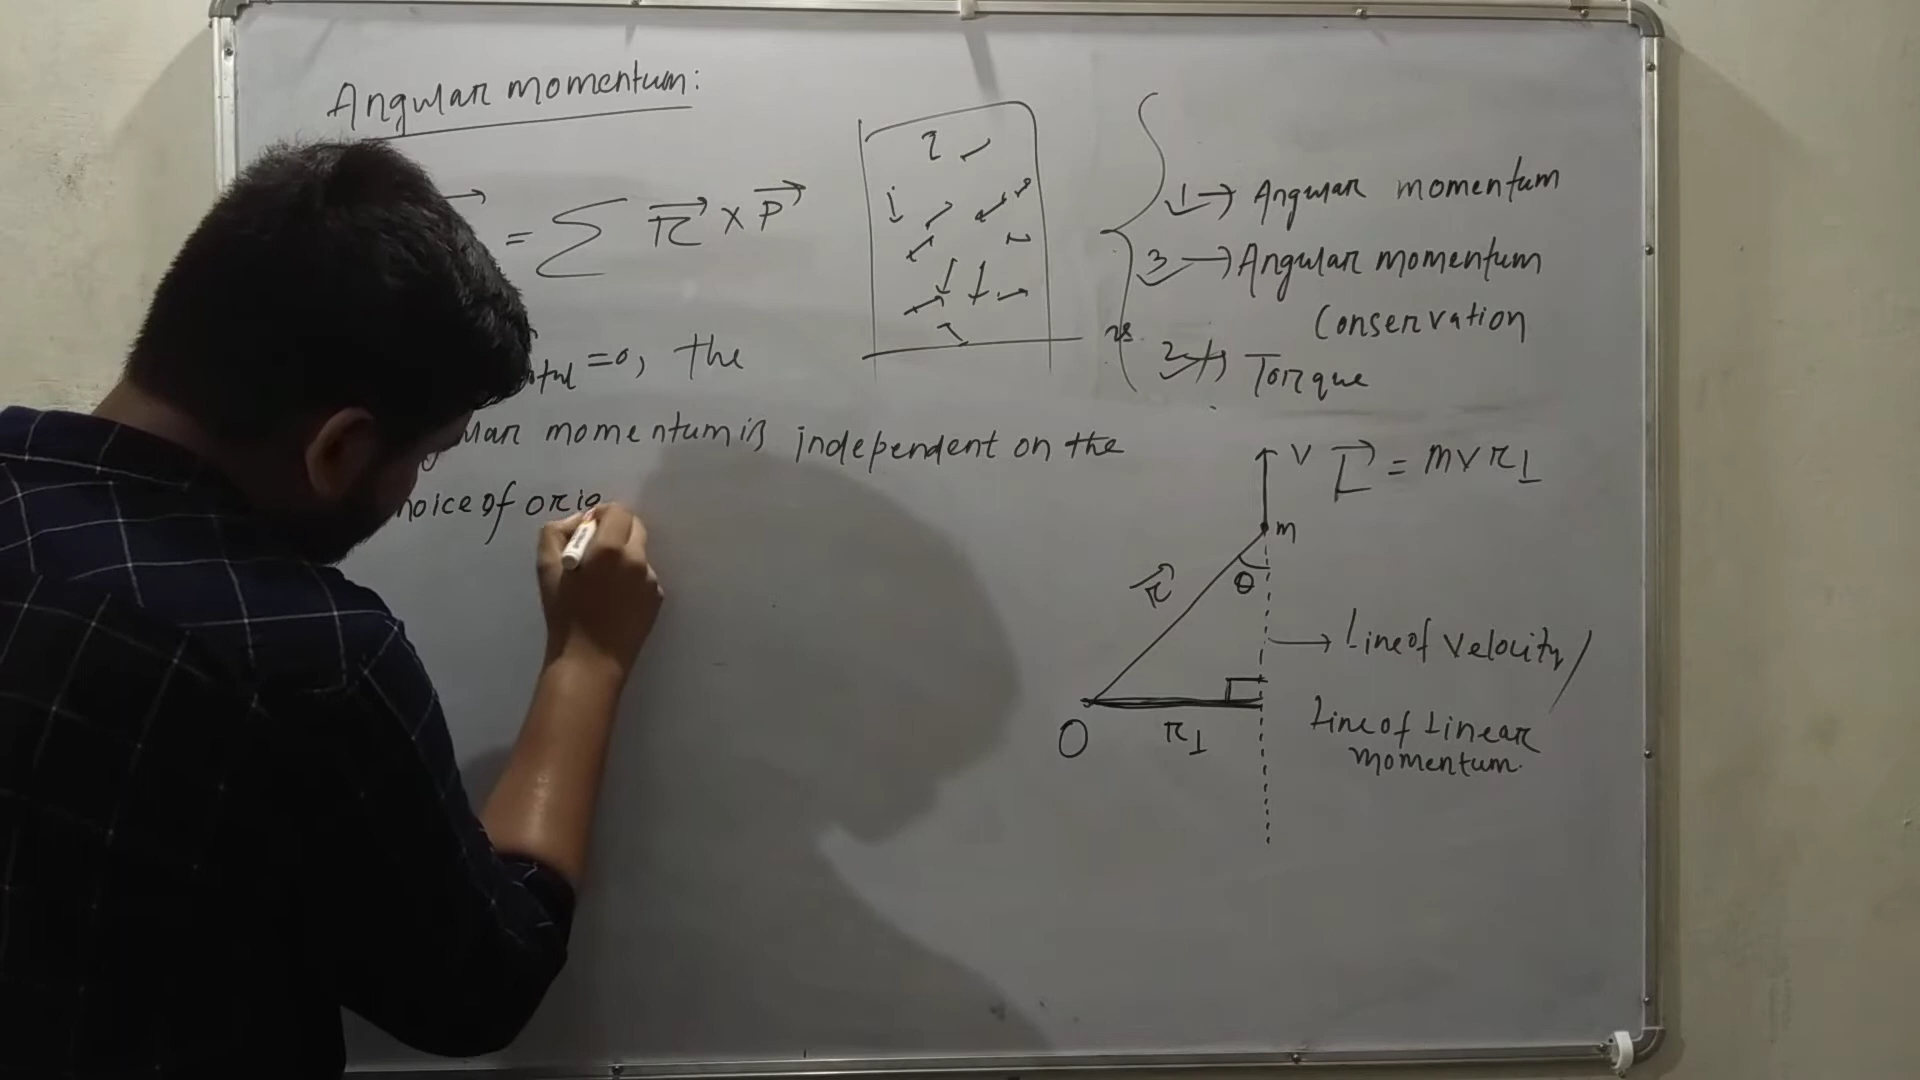 Angular momentum:
= ∑ r⃗ × P⃗
=0, the
momentum is independent on the
of orig
1 → Angular momentum
3 → Angular momentum
Conservation
2 → Torque
V L⃗ = mvr⊥
m
r⃗
θ
→ Line of velocity /
Line of Linear
momentum.
O
r⊥